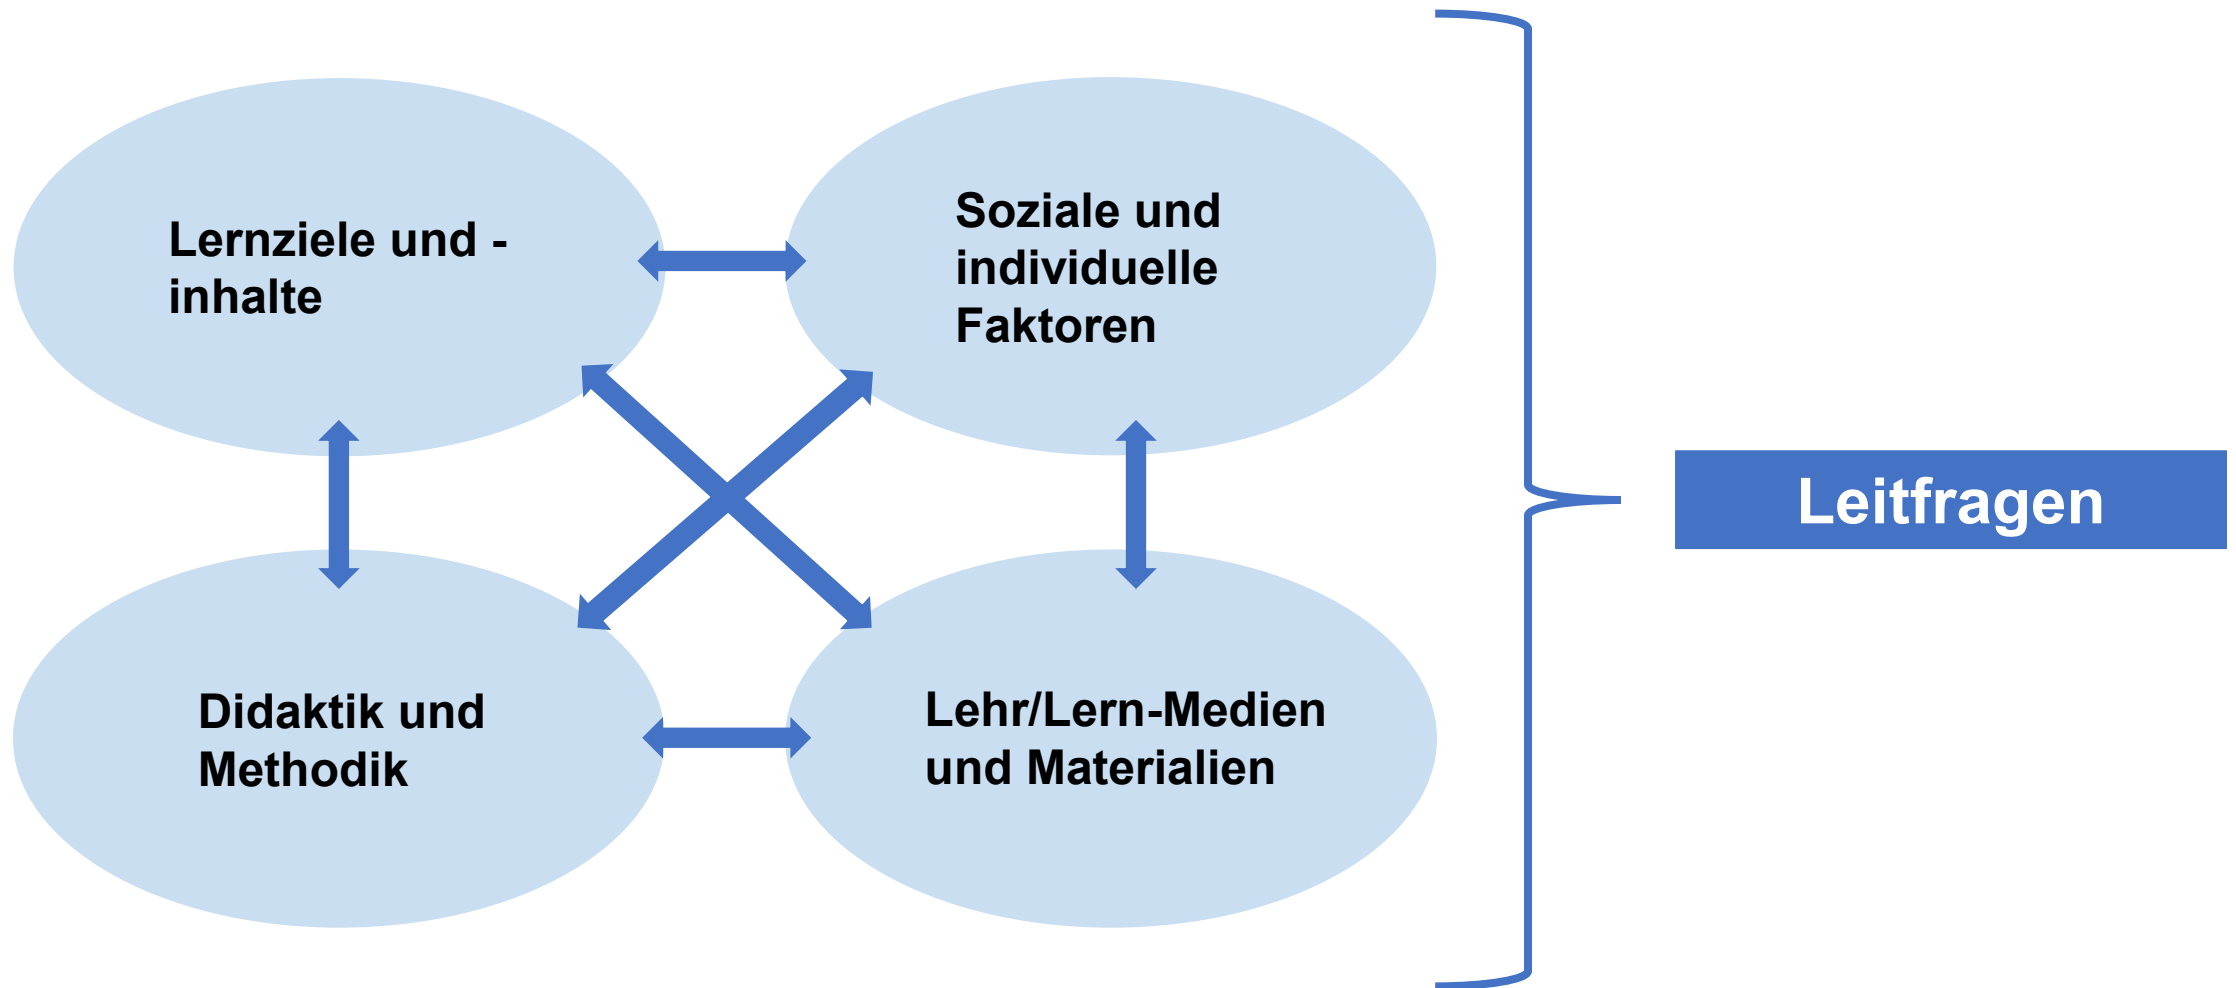 Lernziele und -
inhalte
Soziale und
individuelle
Faktoren
Didaktik und
Methodik
Lehr/Lern-Medien
und Materialien
Leitfragen